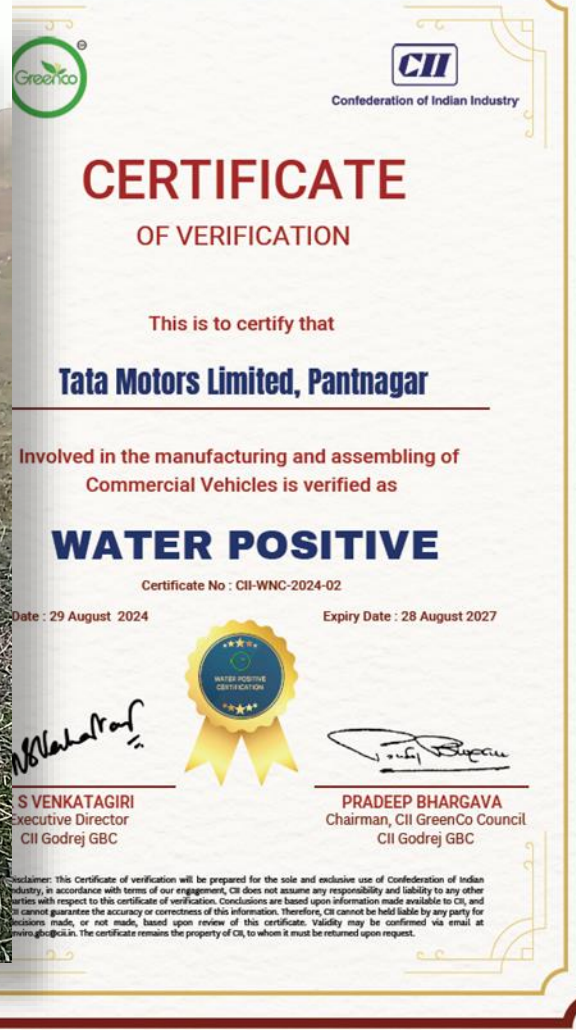 Greenco
CII
Confederation of Indian Industry
CERTIFICATE
OF VERIFICATION
This is to certify that
Tata Motors Limited, Pantnagar
Involved in the manufacturing and assembling of
Commercial Vehicles is verified as
WATER POSITIVE
Certificate No : CII-WNC-2024-02
Date : 29 August 2024
Expiry Date : 28 August 2027
WATER POSITIVE
CERTIFICATION
S VENKATAGIRI
Executive Director
CII Godrej GBC
PRADEEP BHARGAVA
Chairman, CII GreenCo Council
CII Godrej GBC
Disclaimer: This Certificate of verification will be prepared for the sole and exclusive use of Confederation of Indian
Industry, in accordance with terms of our engagement, CII does not assume any responsibility and liability to any other
parties with respect to this certificate of verification. Conclusions are based upon information made available to CII, and
CII cannot guarantee the accuracy or correctness of this information. Therefore, CII cannot be held liable by any party for
decisions made, or not made, based upon review of this certificate. Validity may be confirmed via email at
enviro.gbc@cii.in. The certificate remains the property of CII, to whom it must be returned upon request.